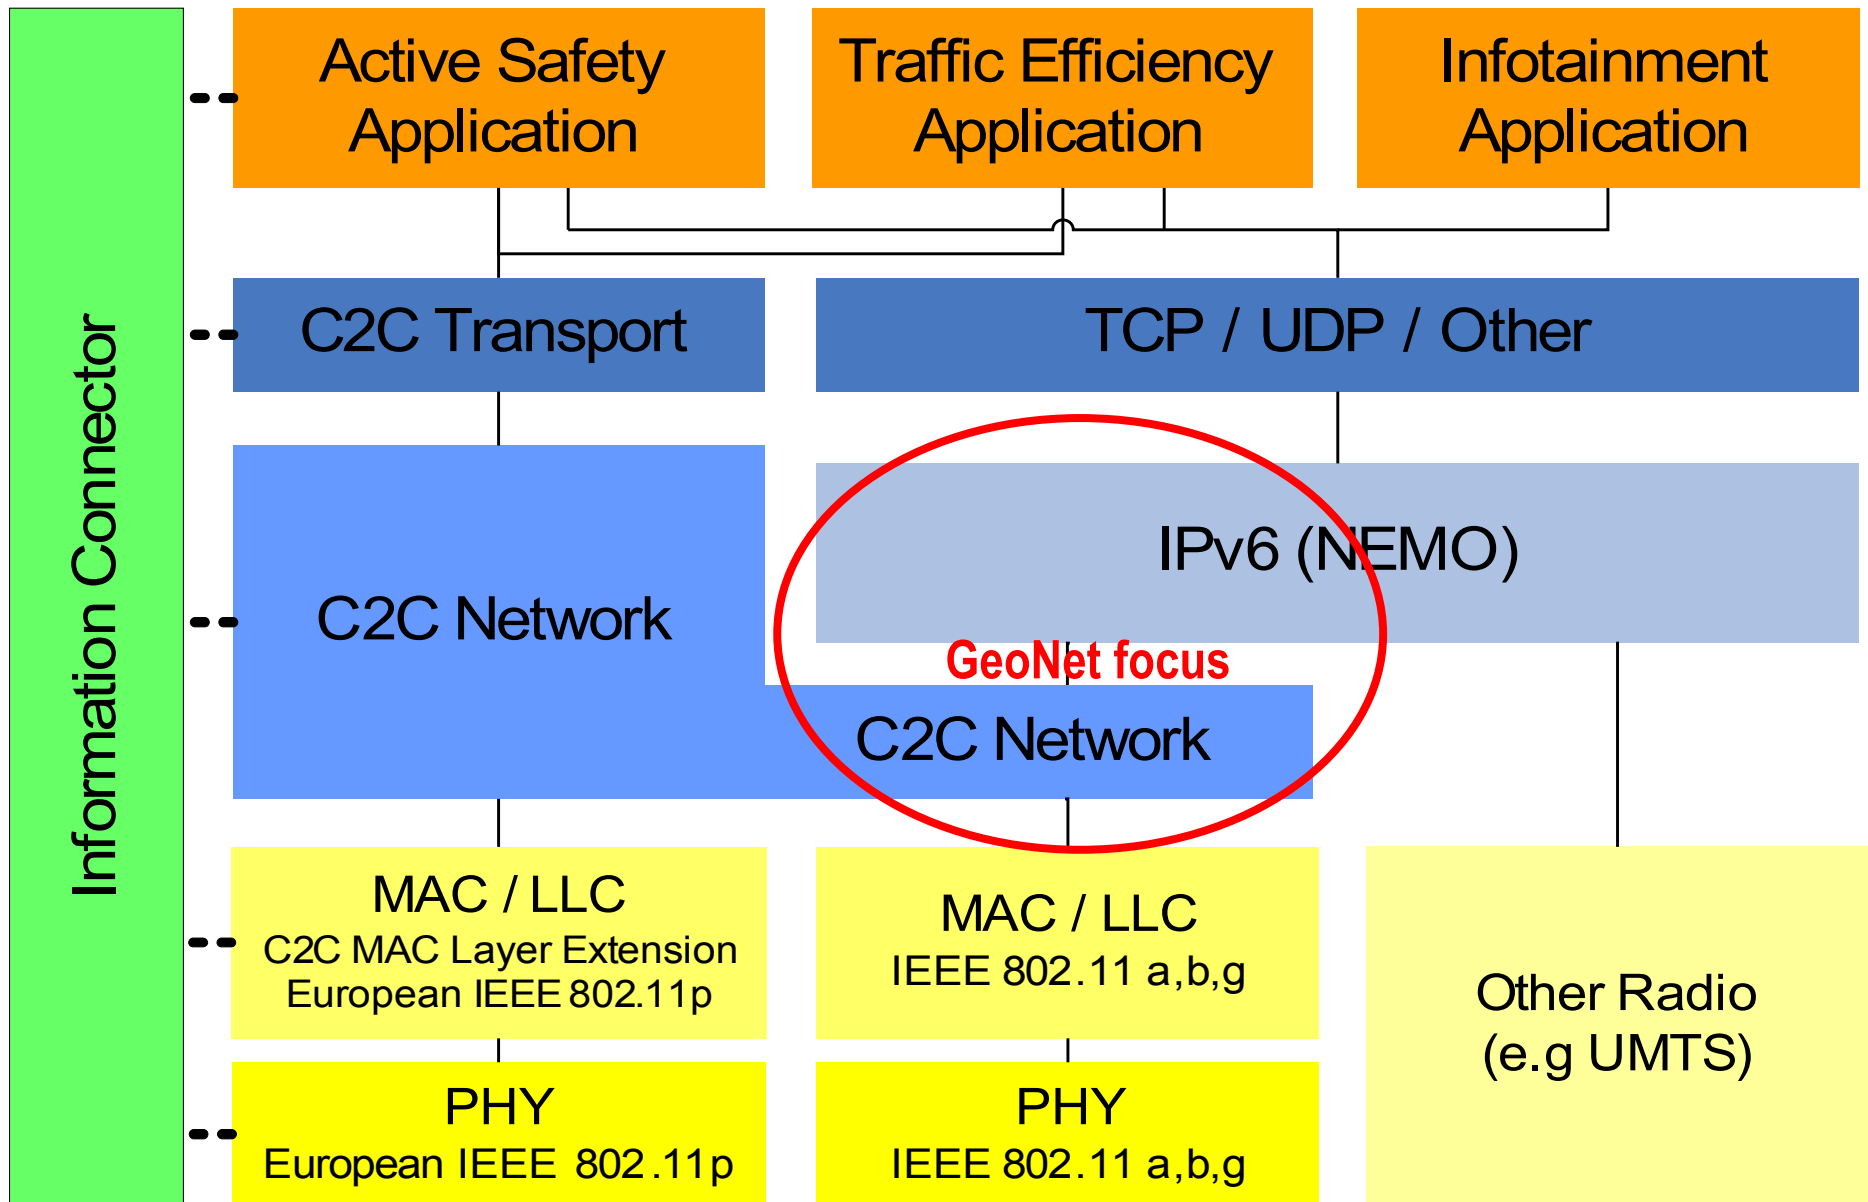 Information Connector
Active Safety
Application
Traffic Efficiency
Application
Infotainment
Application
C2C Transport
TCP / UDP / Other
IPv6 (NEMO)
C2C Network
GeoNet focus
C2C Network
MAC / LLC
C2C MAC Layer Extension
European IEEE 802.11p
MAC / LLC
IEEE 802.11 a,b,g
Other Radio
(e.g UMTS)
PHY
European IEEE 802.11p
PHY
IEEE 802.11 a,b,g